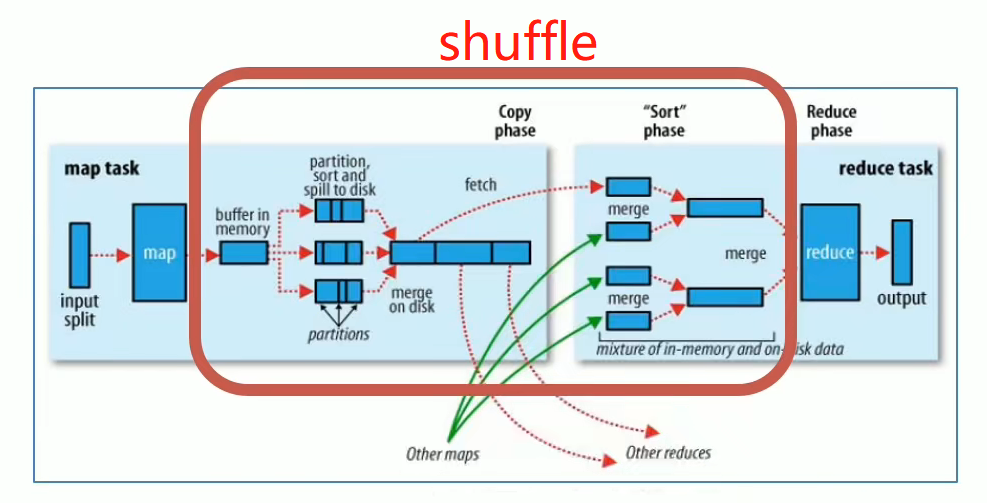 shuffle
Copy
phase
“Sort”
phase
Reduce
phase
map task
reduce task
partition,
sort and
spill to disk
fetch
buffer in
memory
map
merge
merge
reduce
input
split
merge
on disk
merge
output
partitions
mixture of in-memory and on-disk data
Other maps
Other reduces